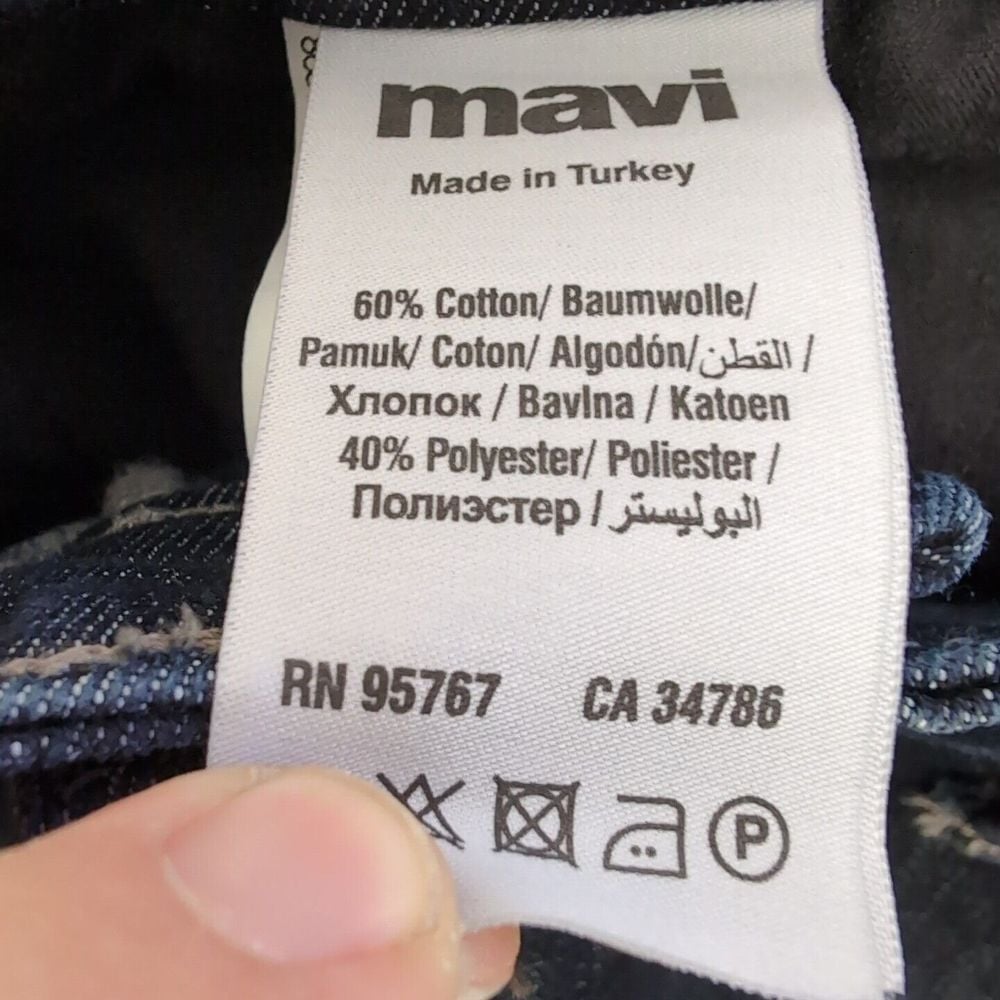 mavi
Made in Turkey
60% Cotton/ Baumwolle/
Pamuk/ Coton/ Algodón/القطن /
Хлопок / Bavlna / Katoen
40% Polyester/ Poliester /
Полиэстер / البوليستر
RN 95767 CA 34786
P